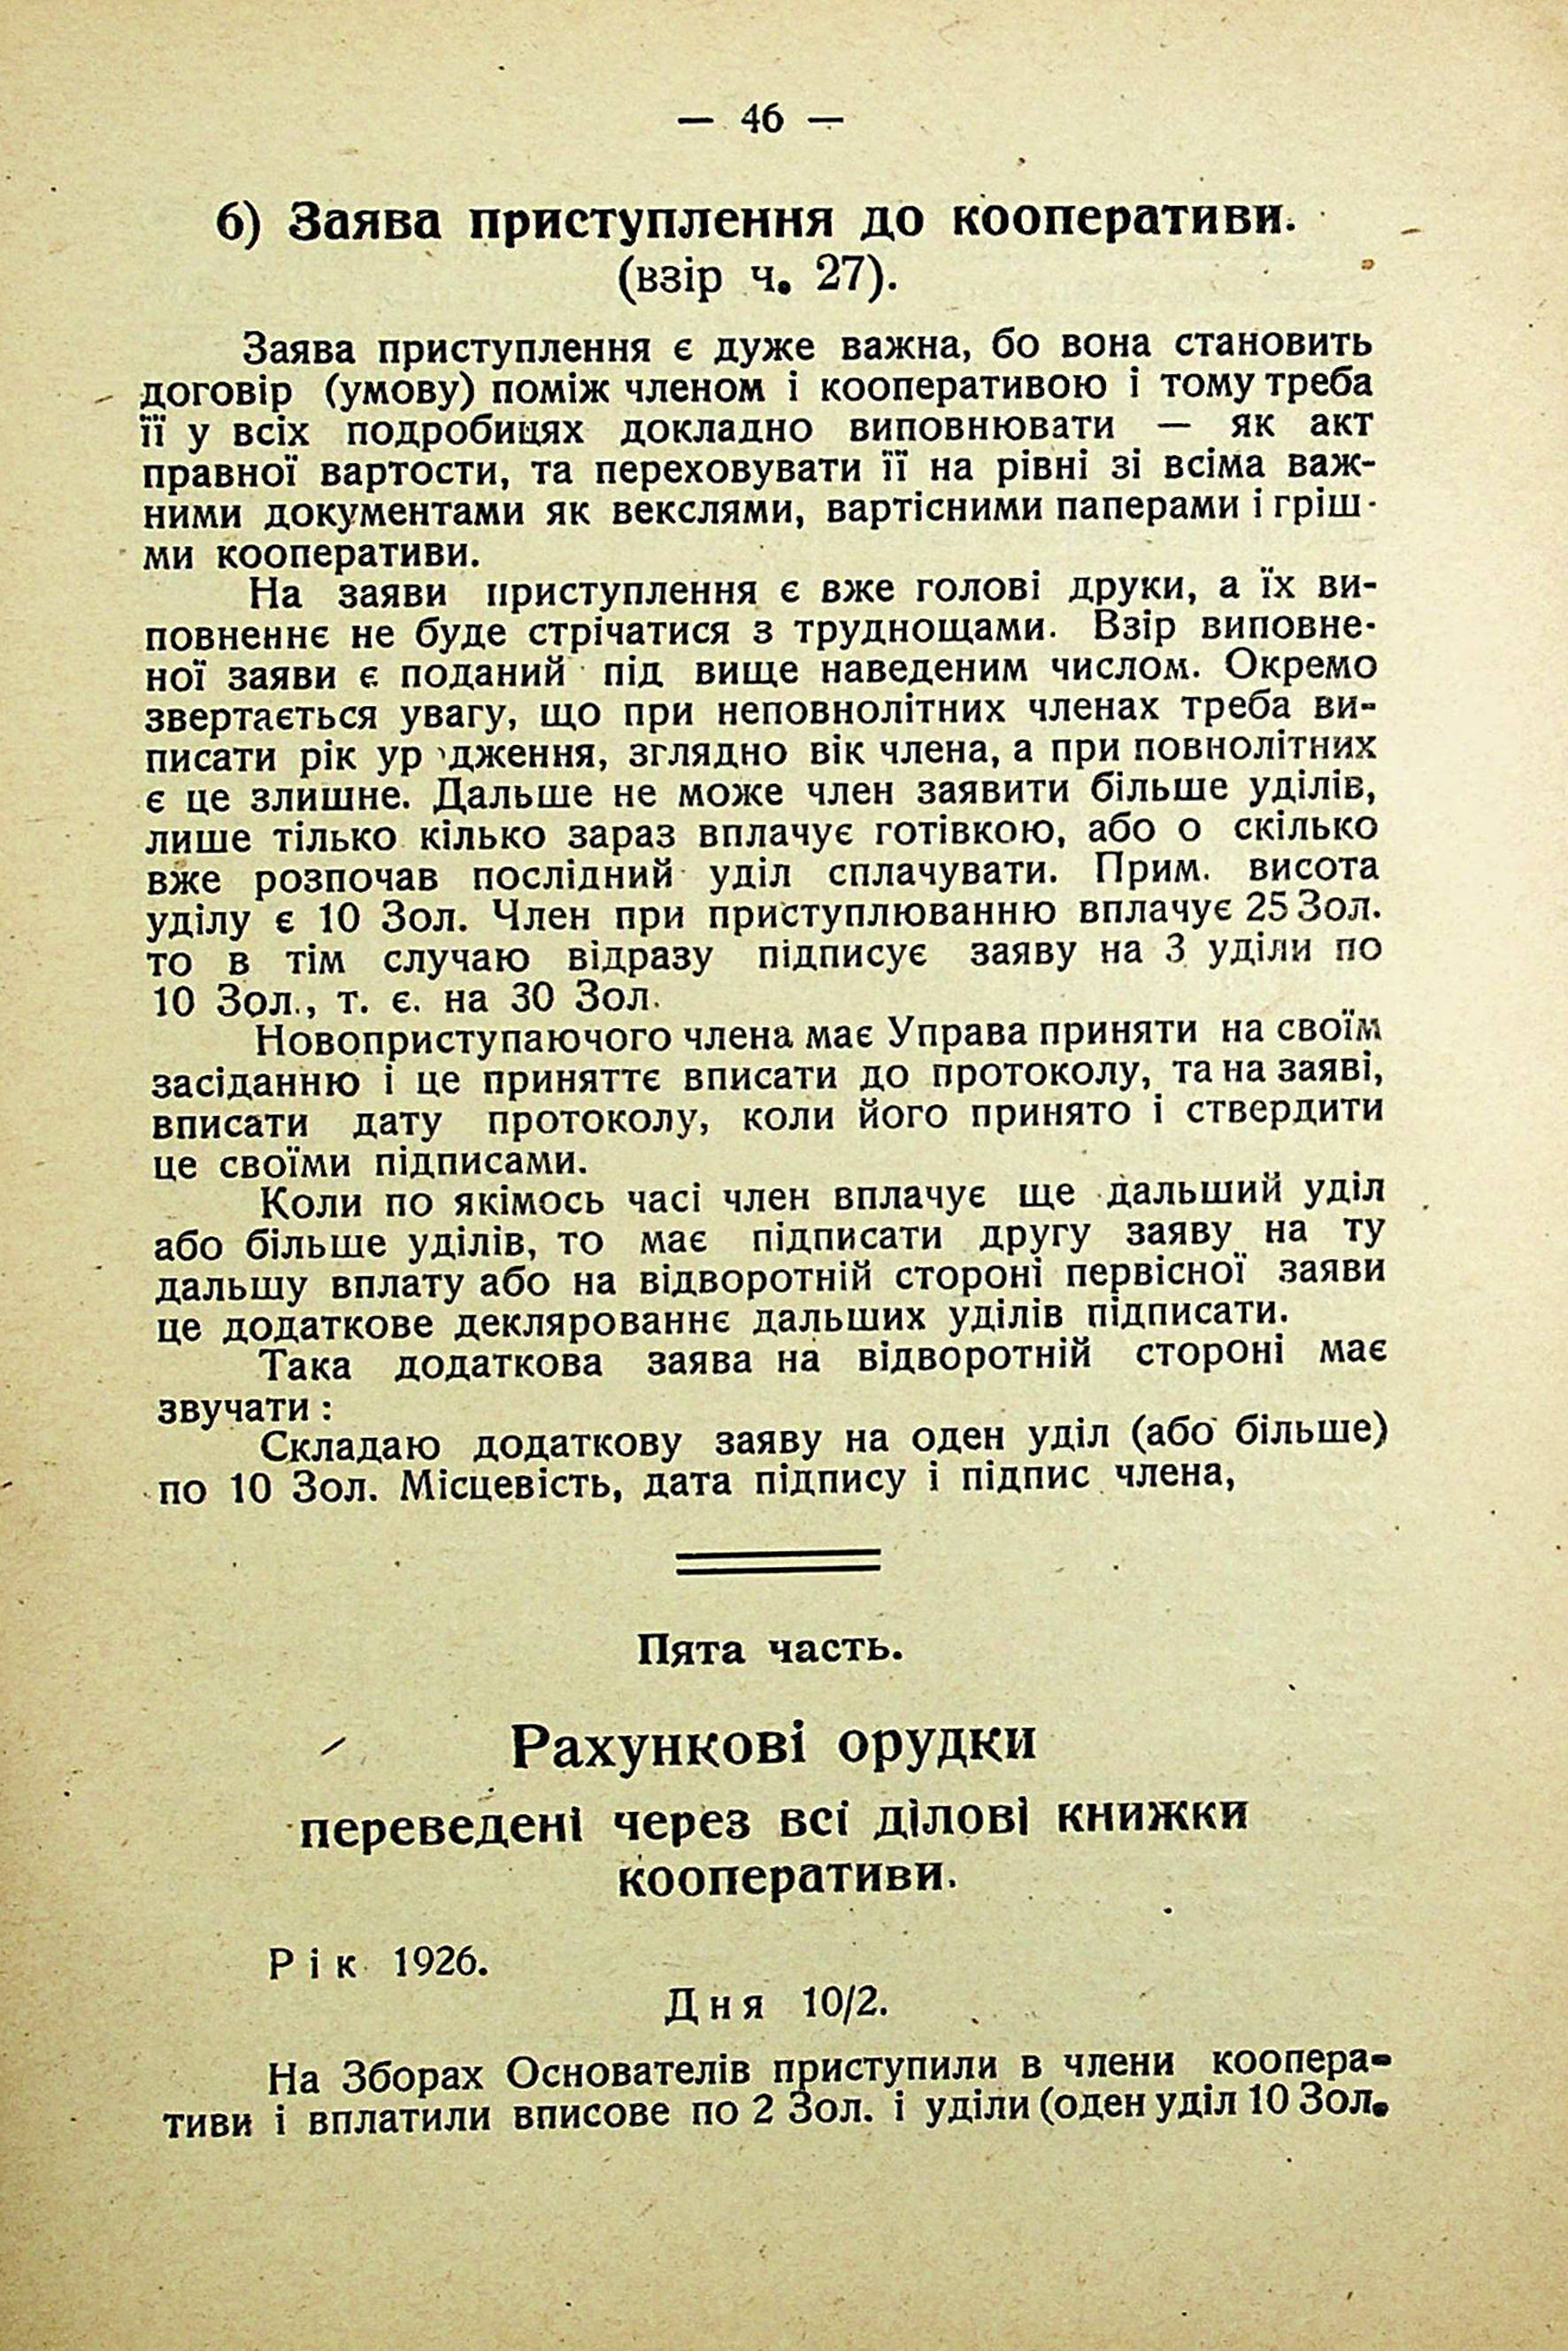 — 46 —
б) Заява приступлення до кооперативи.
(взір ч. 27).
Заява приступлення є дуже важна, бо вона становить
договір (умову) поміж членом і кооперативою і тому треба
її у всіх подробицях докладно виповнювати — як акт
правної вартости, та переховувати її на рівні зі всіма важ-
ними документами як векслями, вартісними паперами і гріш-
ми кооперативи.
На заяви приступлення є вже голові друки, а їх ви-
повненнє не буде стрічатися з труднощами. Взір виповне-
ної заяви є поданий під вище наведеним числом. Окремо
звертається увагу, що при неповнолітних членах треба ви-
писати рік ур дження, зглядно вік члена, а при повнолітних
є це злишне. Дальше не може член заявити більше уділів,
лише тілько кілько зараз вплачує готівкою, або о скілько
вже розпочав послідний уділ сплачувати. Прим. висота
уділу є 10 Зол. Член при приступлюванню вплачує 25 Зол.
то в тім случаю відразу підписує заяву на 3 уділи по
10 Зол., т. є. на 30 Зол.
Новоприступаючого члена має Управа приняти на своїм
засіданню і це приняттє вписати до протоколу, та на заяві,
вписати дату протоколу, коли його принято і ствердити
це своїми підписами.
Коли по якімось часі член вплачує ще дальший уділ
або більше уділів, то має підписати другу заяву на ту
дальшу вплату або на відворотній стороні первісної заяви
це додаткове деклярованнє дальших уділів підписати.
Така додаткова заява на відворотній стороні має
звучати:
Складаю додаткову заяву на оден уділ (або більше)
по 10 Зол. Місцевість, дата підпису і підпис члена,
Пята часть.
Рахункові орудки
переведені через всі ділові книжки
кооперативи.
Рік 1926.
Дня 10/2.
На Зборах Основателів приступили в члени коопера-
тиви і вплатили вписове по 2 Зол. і уділи (оден уділ 10 Зол.